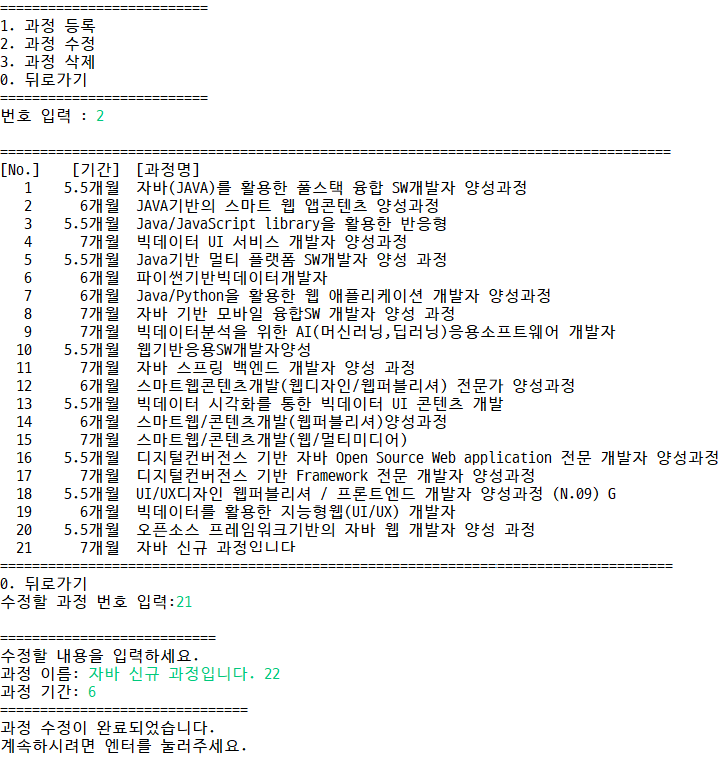 ==========================
1. 과정 등록
2. 과정 수정
3. 과정 삭제
0. 뒤로가기
==========================
번호 입력 : 2
====================================================================================
[No.] [기간] [과정명]
1 5.5개월 자바(JAVA)를 활용한 풀스택 융합 SW개발자 양성과정
2 6개월 JAVA기반의 스마트 웹 앱콘텐츠 양성과정
3 5.5개월 Java/JavaScript library을 활용한 반응형
4 7개월 빅데이터 UI 서비스 개발자 양성과정
5 5.5개월 Java기반 멀티 플랫폼 SW개발자 양성 과정
6 6개월 파이썬기반빅데이터개발자
7 6개월 Java/Python을 활용한 웹 애플리케이션 개발자 양성과정
8 7개월 자바 기반 모바일 융합SW 개발자 양성 과정
9 7개월 빅데이터분석을 위한 AI(머신러닝,딥러닝)응용소프트웨어 개발자
10 5.5개월 웹기반응용SW개발자양성
11 7개월 자바 스프링 백엔드 개발자 양성 과정
12 6개월 스마트웹콘텐츠개발(웹디자인/웹퍼블리셔) 전문가 양성과정
13 5.5개월 빅데이터 시각화를 통한 빅데이터 UI 콘텐츠 개발
14 6개월 스마트웹/콘텐츠개발(웹퍼블리셔)양성과정
15 7개월 스마트웹/콘텐츠개발(웹/멀티미디어)
16 5.5개월 디지털컨버전스 기반 자바 Open Source Web application 전문 개발자 양성과정
17 7개월 디지털컨버전스 기반 Framework 전문 개발자 양성과정
18 5.5개월 UI/UX디자인 웹퍼블리셔 / 프론트엔드 개발자 양성과정 (N.09) G
19 6개월 빅데이터를 활용한 지능형웹(UI/UX) 개발자
20 5.5개월 오픈소스 프레임워크기반의 자바 웹 개발자 양성 과정
21 7개월 자바 신규 과정입니다
====================================================================================
0. 뒤로가기
수정할 과정 번호 입력:21
===========================
수정할 내용을 입력하세요.
과정 이름: 자바 신규 과정입니다. 22
과정 기간: 6
===============================
과정 수정이 완료되었습니다.
계속하시려면 엔터를 눌러주세요.